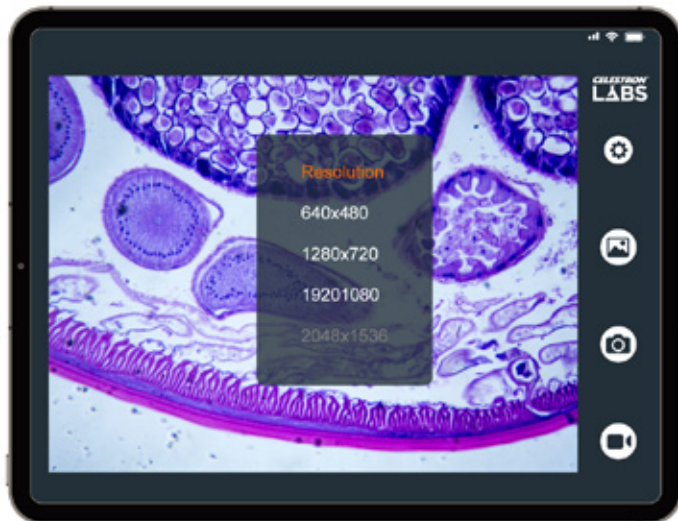 CELESTRON
LABS
Resolution
640x480
1280x720
19201080
2048x1536